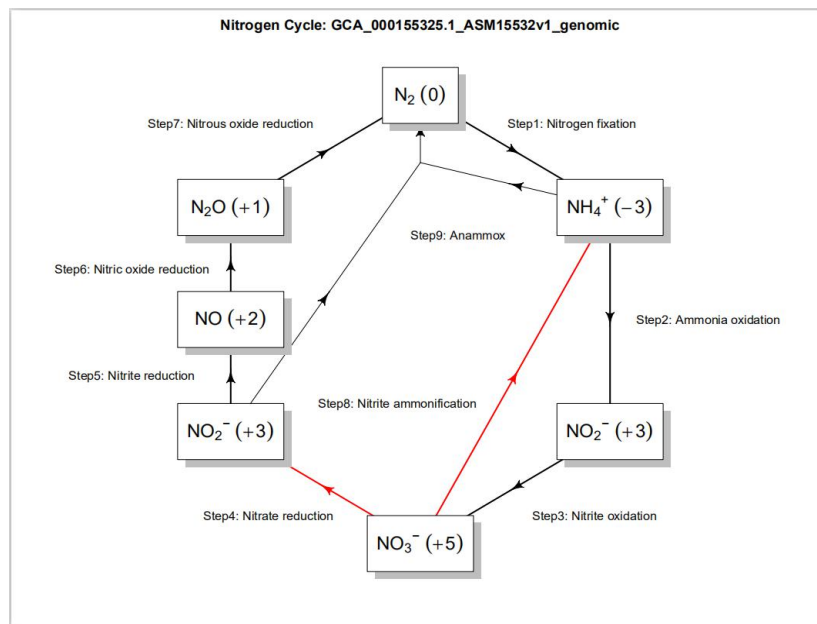 Nitrogen Cycle: GCA_000155325.1_ASM15532v1_genomic
N₂ (0)
Step7: Nitrous oxide reduction
Step1: Nitrogen fixation
N₂O (+1)
NH₄⁺ (−3)
Step9: Anammox
Step6: Nitric oxide reduction
NO (+2)
Step2: Ammonia oxidation
Step5: Nitrite reduction
Step8: Nitrite ammonification
NO₂⁻ (+3)
NO₂⁻ (+3)
Step4: Nitrate reduction
Step3: Nitrite oxidation
NO₃⁻ (+5)